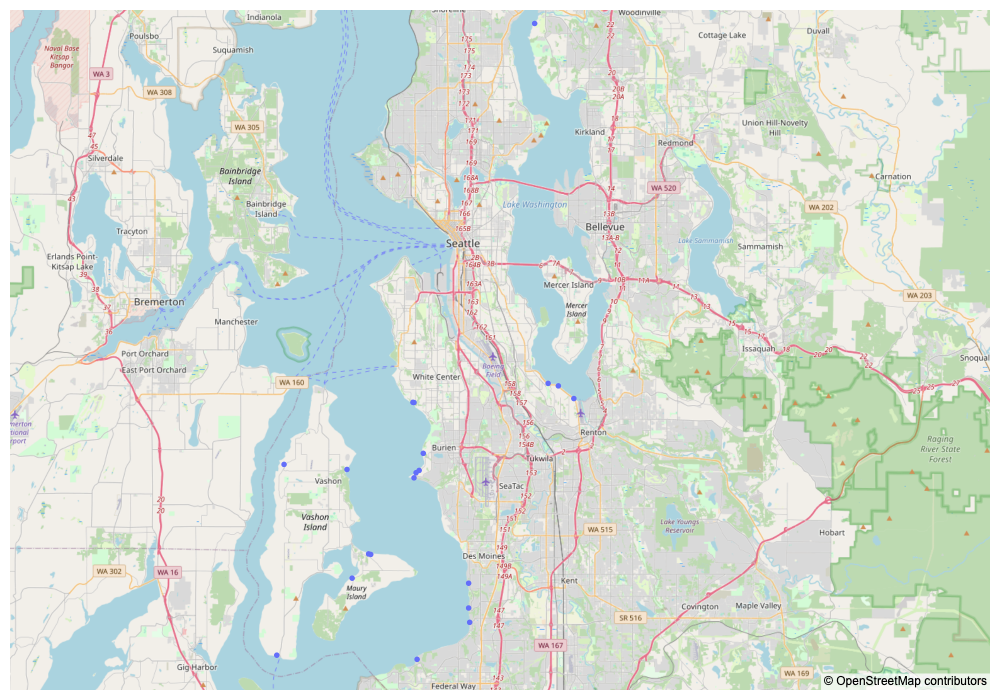 Indianola
Shoreline
Woodinville
Poulsbo
Cottage Lake
Duvall
Naval Base
Kitsap
Bangor
Suquamish
WA 3
WA 308
WA 305
Union Hill-Novelty
Hill
Kirkland
Redmond
Silverdale
Bainbridge
Island
Carnation
WA 520
Bainbridge
Island
Lake Washington
WA 202
Tracyton
Bellevue
Seattle
Lake Sammamish
Sammamish
Erlands Point-
Kitsap Lake
Mercer Island
WA 203
Bremerton
Mercer
Island
Manchester
Port Orchard
East Port Orchard
Issaquah
Snoqual
Boeing
Field
White Center
WA 160
merton
tional
rport
Renton
Burien
Raging
River State
Forest
Tukwila
Vashon
SeaTac
Vashon
Island
Lake Youngs
Reservoir
WA 515
Hobart
Des Moines
WA 302
WA 16
Kent
Maury
Island
Covington
Maple Valley
SR 516
WA 167
Gig Harbor
WA 169
Federal Way
© OpenStreetMap contributors